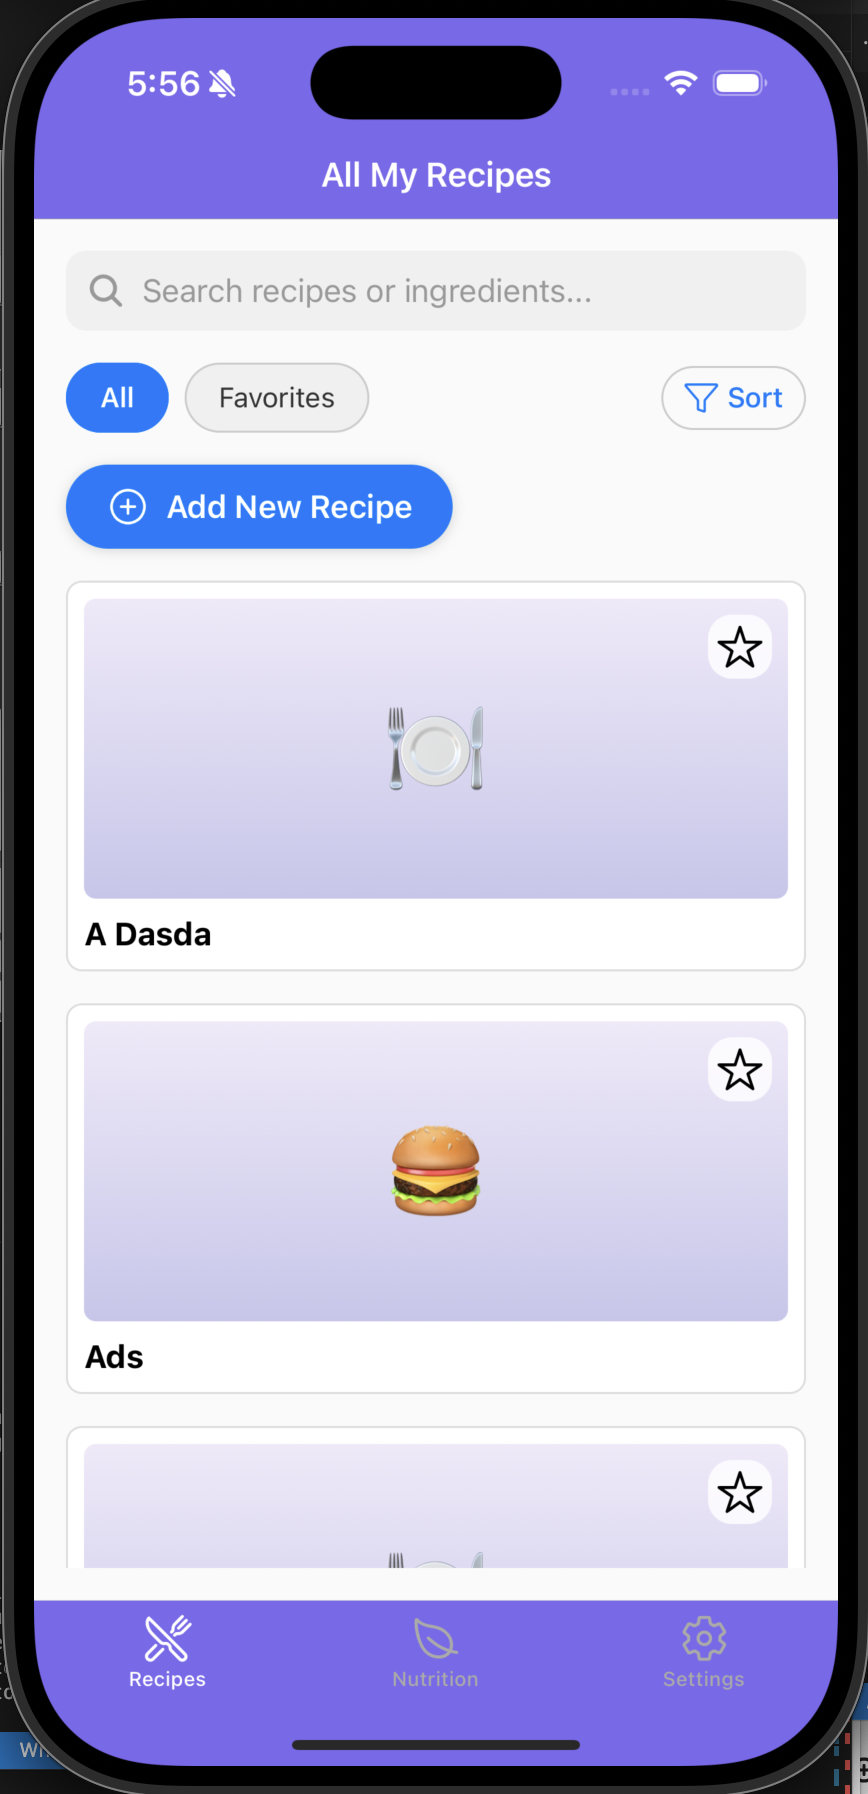 5:56
All My Recipes
Search recipes or ingredients...
All
Favorites
Sort
Add New Recipe
A Dasda
Ads
Recipes
Nutrition
Settings